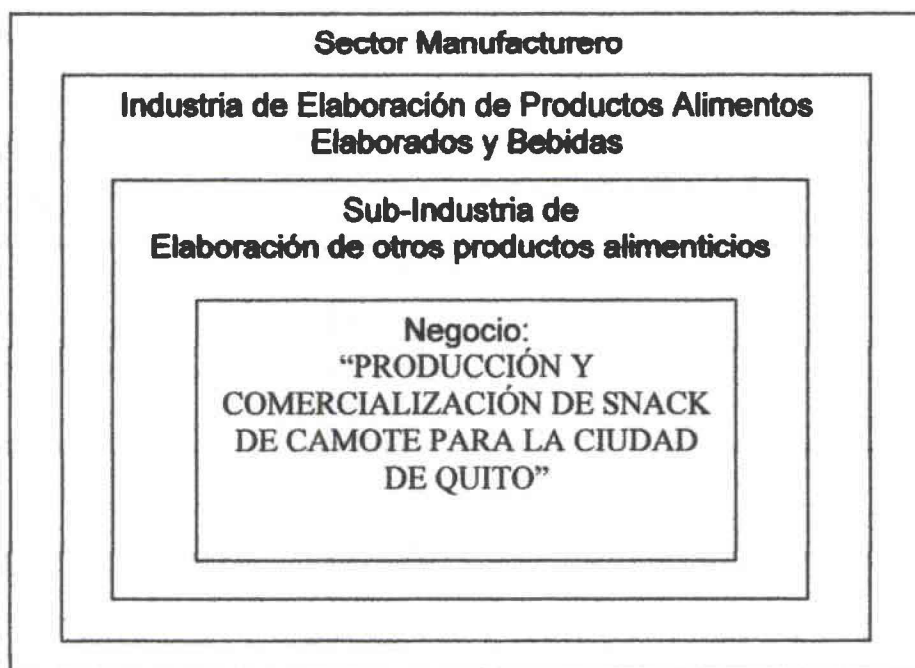 Sector Manufacturero
Industria de Elaboración de Productos Alimentos
Elaborados y Bebidas
Sub-Industria de
Elaboración de otros productos alimenticios
Negocio:
“PRODUCCIÓN Y
COMERCIALIZACIÓN DE SNACK
DE CAMOTE PARA LA CIUDAD
DE QUITO”